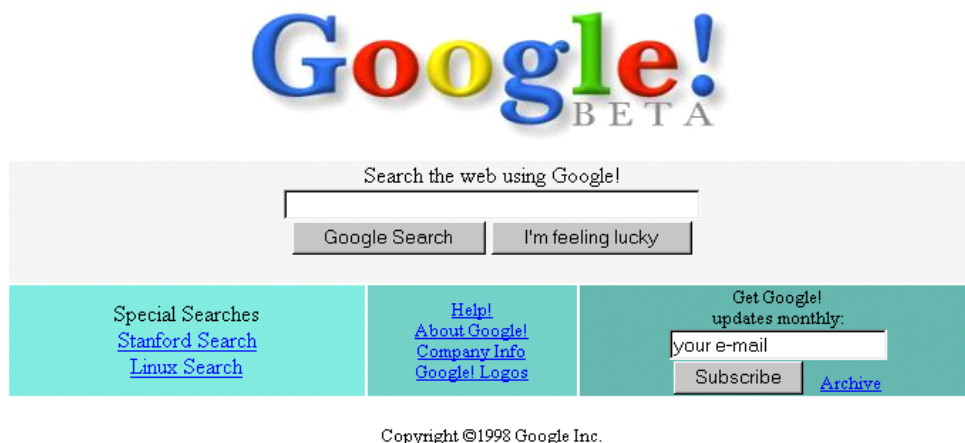 Google!
BETA
Search the web using Google!
Google Search
I'm feeling lucky
Special Searches
Stanford Search
Linux Search
Help!
About Google!
Company Info
Google! Logos
Get Google!
updates monthly:
your e-mail
Subscribe
Archive
Copyright ©1998 Google Inc.